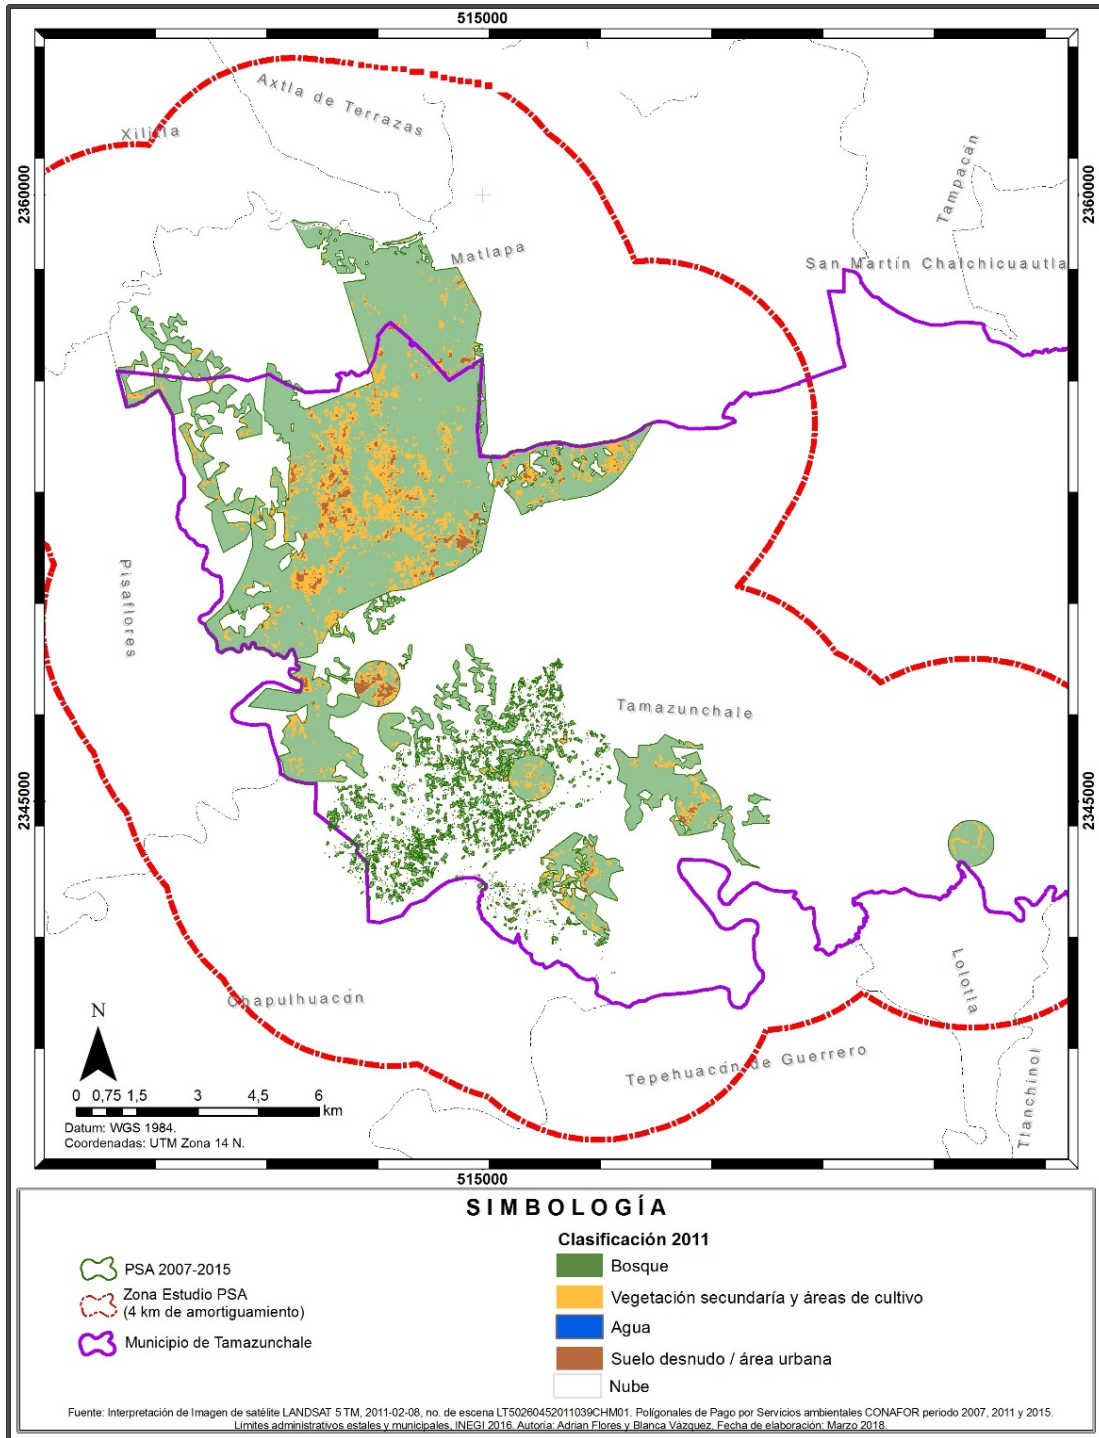 515000
Axtla de Terrazas
Xilitla
2360000
2360000
Tampacán
Matlapa
San Martín Chalchicuautla
Pisaflores
Tamazunchale
2345000
2345000
Lolotla
Chapulhuacán
Tepehuacán de Guerrero
Tlanchinol
N
0 0,75 1,5 3 4,5 6
km
Datum: WGS 1984.
Coordenadas: UTM Zona 14 N.
515000
SIMBOLOGÍA
Clasificación 2011
PSA 2007-2015
Zona Estudio PSA
(4 km de amortiguamiento)
Municipio de Tamazunchale
Bosque
Vegetación secundaría y áreas de cultivo
Agua
Suelo desnudo / área urbana
Nube
Fuente: Interpretación de Imagen de satélite LANDSAT 5 TM, 2011-02-08, no. de escena LT50260452011039CHM01. Poligonales de Pago por Servicios ambientales CONAFOR periodo 2007, 2011 y 2015.
Límites administrativos estales y municipales, INEGI 2016. Autoría: Adrian Flores y Blanca Vázquez. Fecha de elaboración: Marzo 2018.